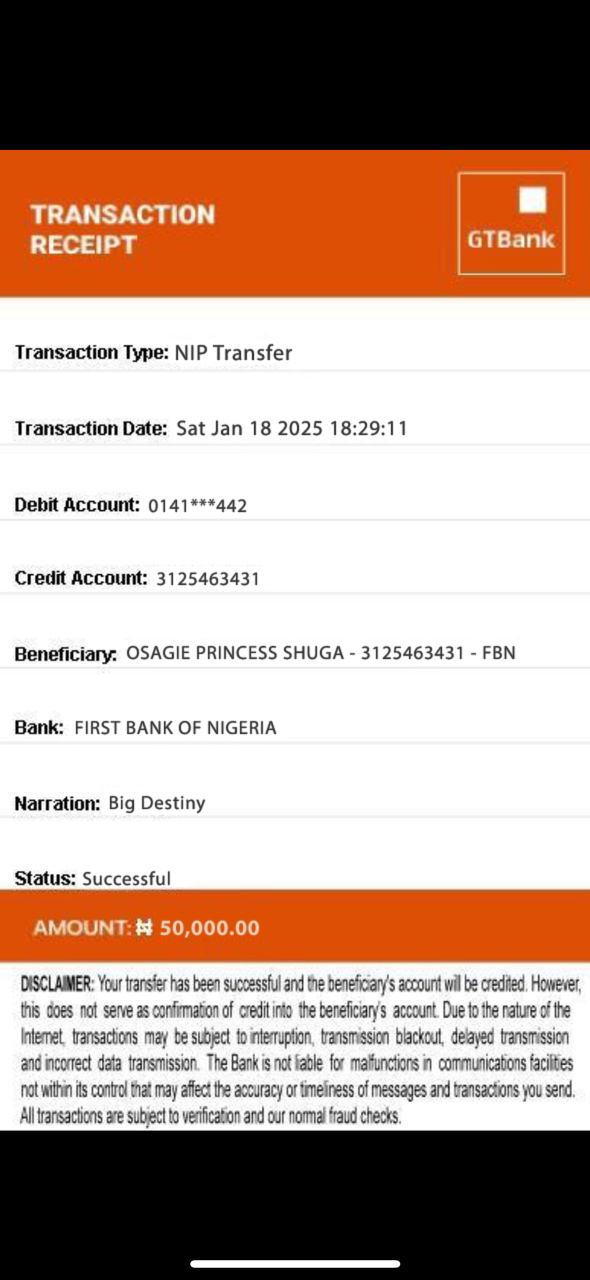 TRANSACTION
RECEIPT
GTBank
Transaction Type: NIP Transfer
Transaction Date: Sat Jan 18 2025 18:29:11
Debit Account: 0141***442
Credit Account: 3125463431
Beneficiary: OSAGIE PRINCESS SHUGA - 3125463431 - FBN
Bank: FIRST BANK OF NIGERIA
Narration: Big Destiny
Status: Successful
AMOUNT: ₦ 50,000.00
DISCLAIMER: Your transfer has been successful and the beneficiary's account will be credited. However,
this does not serve as confirmation of credit into the beneficiary's account. Due to the nature of the
Internet, transactions may be subject to interruption, transmission blackout, delayed transmission
and incorrect data transmission. The Bank is not liable for malfunctions in communications facilities
not within its control that may affect the accuracy or timeliness of messages and transactions you send.
All transactions are subject to verification and our normal fraud checks.